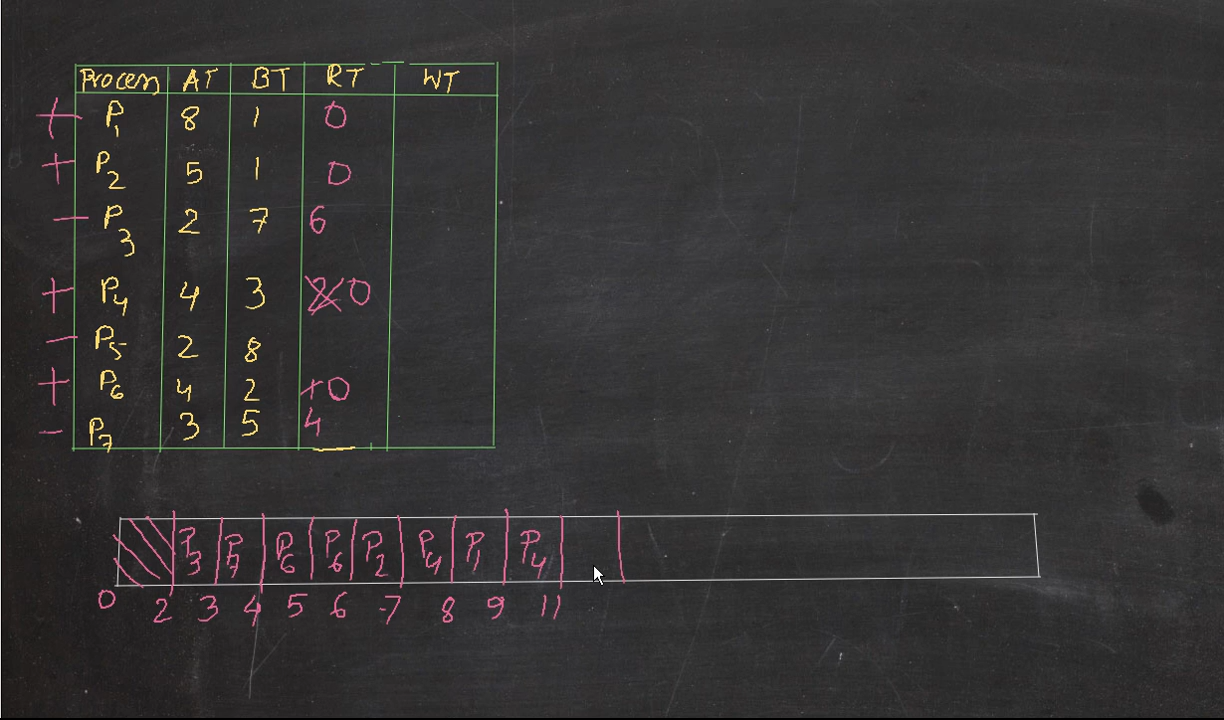 Process AT BT RT WT
+ P1 8 1 0
+ P2 5 1 0
- P3 2 7 6
+ P4 4 3 2 0
- P5 2 8
+ P6 4 2 1 0
- P7 3 5 4
P3 P7 P6 P6 P2 P4 P1 P4
0 2 3 4 5 6 7 8 9 11